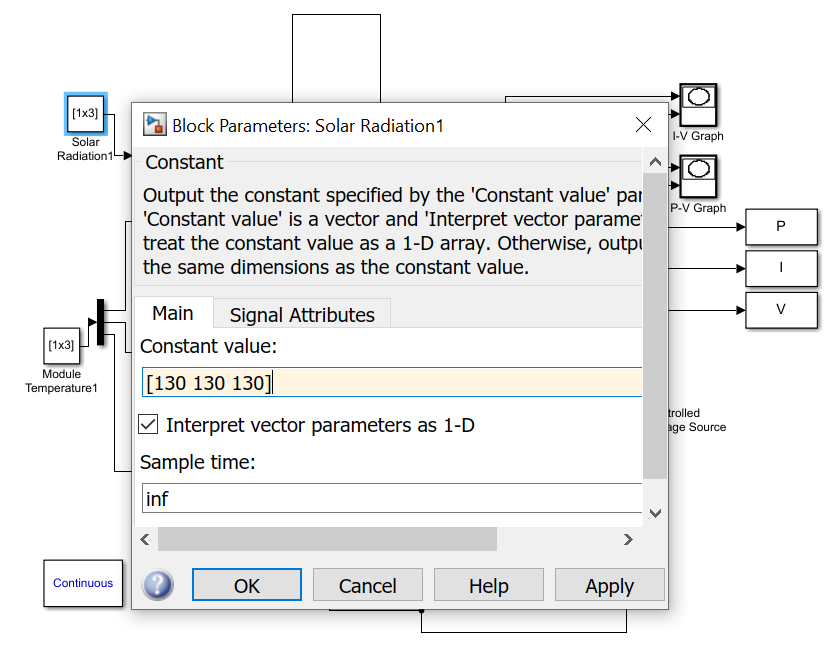 [1x3]
Solar
Radiation1
I-V Graph
P-V Graph
P
I
V
[1x3]
Module
Temperature1
Continuous
Block Parameters: Solar Radiation1
Constant
Output the constant specified by the 'Constant value' par
'Constant value' is a vector and 'Interpret vector paramet
treat the constant value as a 1-D array. Otherwise, outpu
the same dimensions as the constant value.
Main
Signal Attributes
Constant value:
[130 130 130]
Interpret vector parameters as 1-D
Sample time:
inf
OK
Cancel
Help
Apply
trolled
age Source